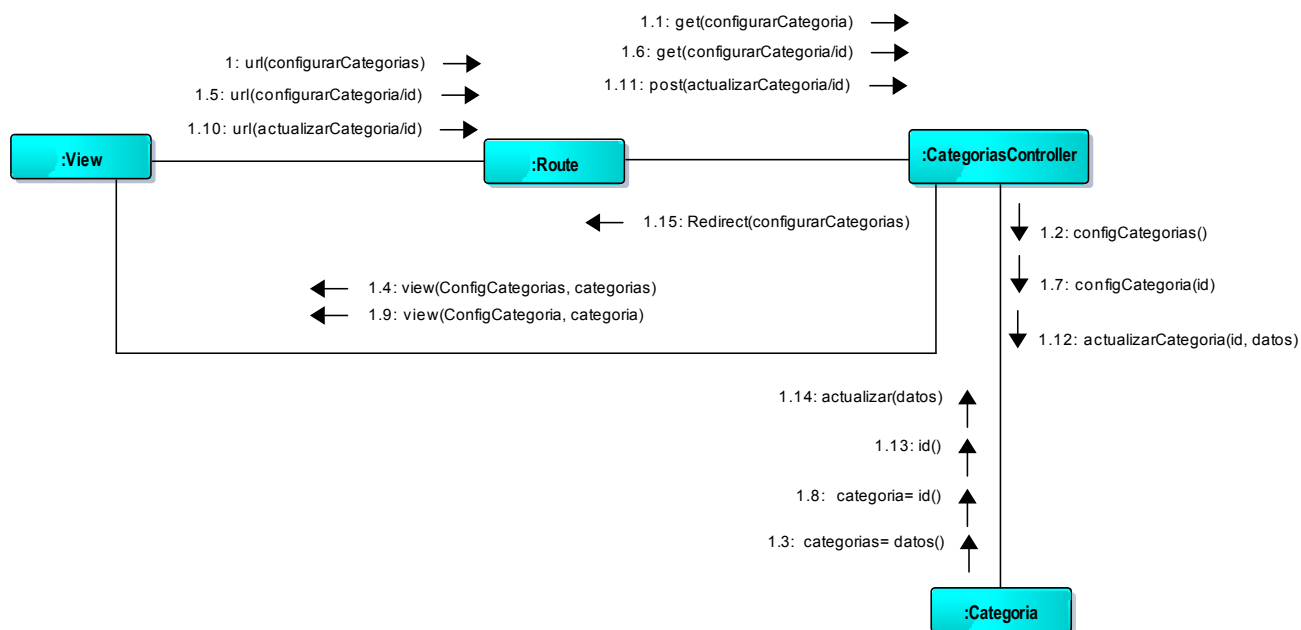 1.1: get(configurarCategoria)
1.6: get(configurarCategoria/id)
1.11: post(actualizarCategoria/id)
1: url(configurarCategorias)
1.5: url(configurarCategoria/id)
1.10: url(actualizarCategoria/id)
:View
:Route
:CategoriasController
1.15: Redirect(configurarCategorias)
1.2: configCategorias()
1.4: view(ConfigCategorias, categorias)
1.7: configCategoria(id)
1.9: view(ConfigCategoria, categoria)
1.12: actualizarCategoria(id, datos)
1.14: actualizar(datos)
1.13: id()
1.8: categoria= id()
1.3: categorias= datos()
:Categoria